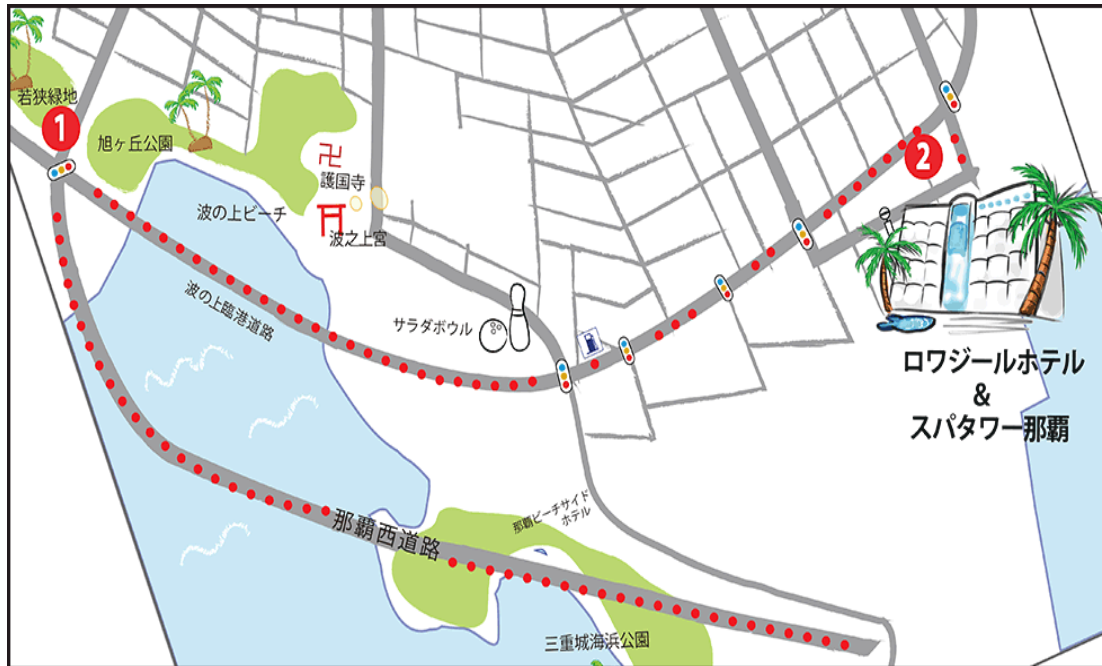 若狭緑地
1
旭ヶ丘公園
卍
護国寺
波の上ビーチ
波之上宮
波の上臨港道路
サラダボウル
2
ロワジールホテル
&
スパタワー那覇
那覇ビーチサイド
ホテル
那覇西道路
三重城海浜公園